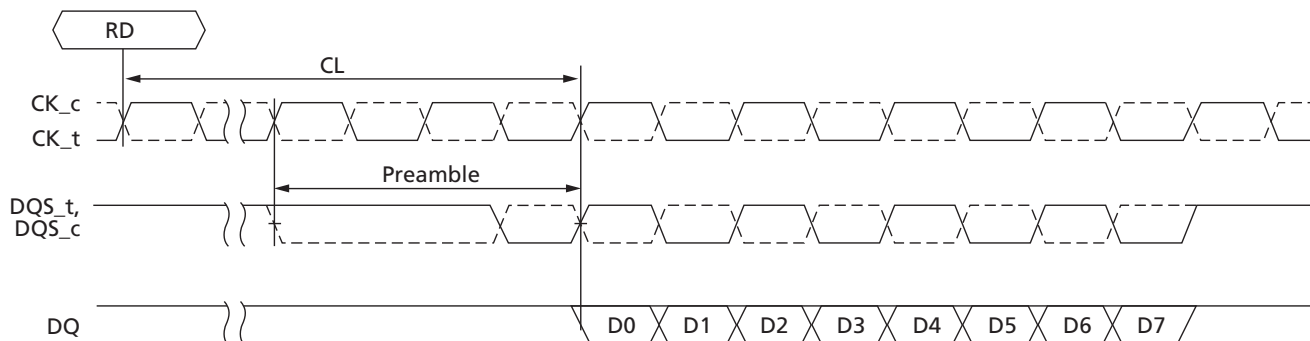 RD
CL
CK_c
CK_t
Preamble
DQS_t,
DQS_c
DQ D0 D1 D2 D3 D4 D5 D6 D7